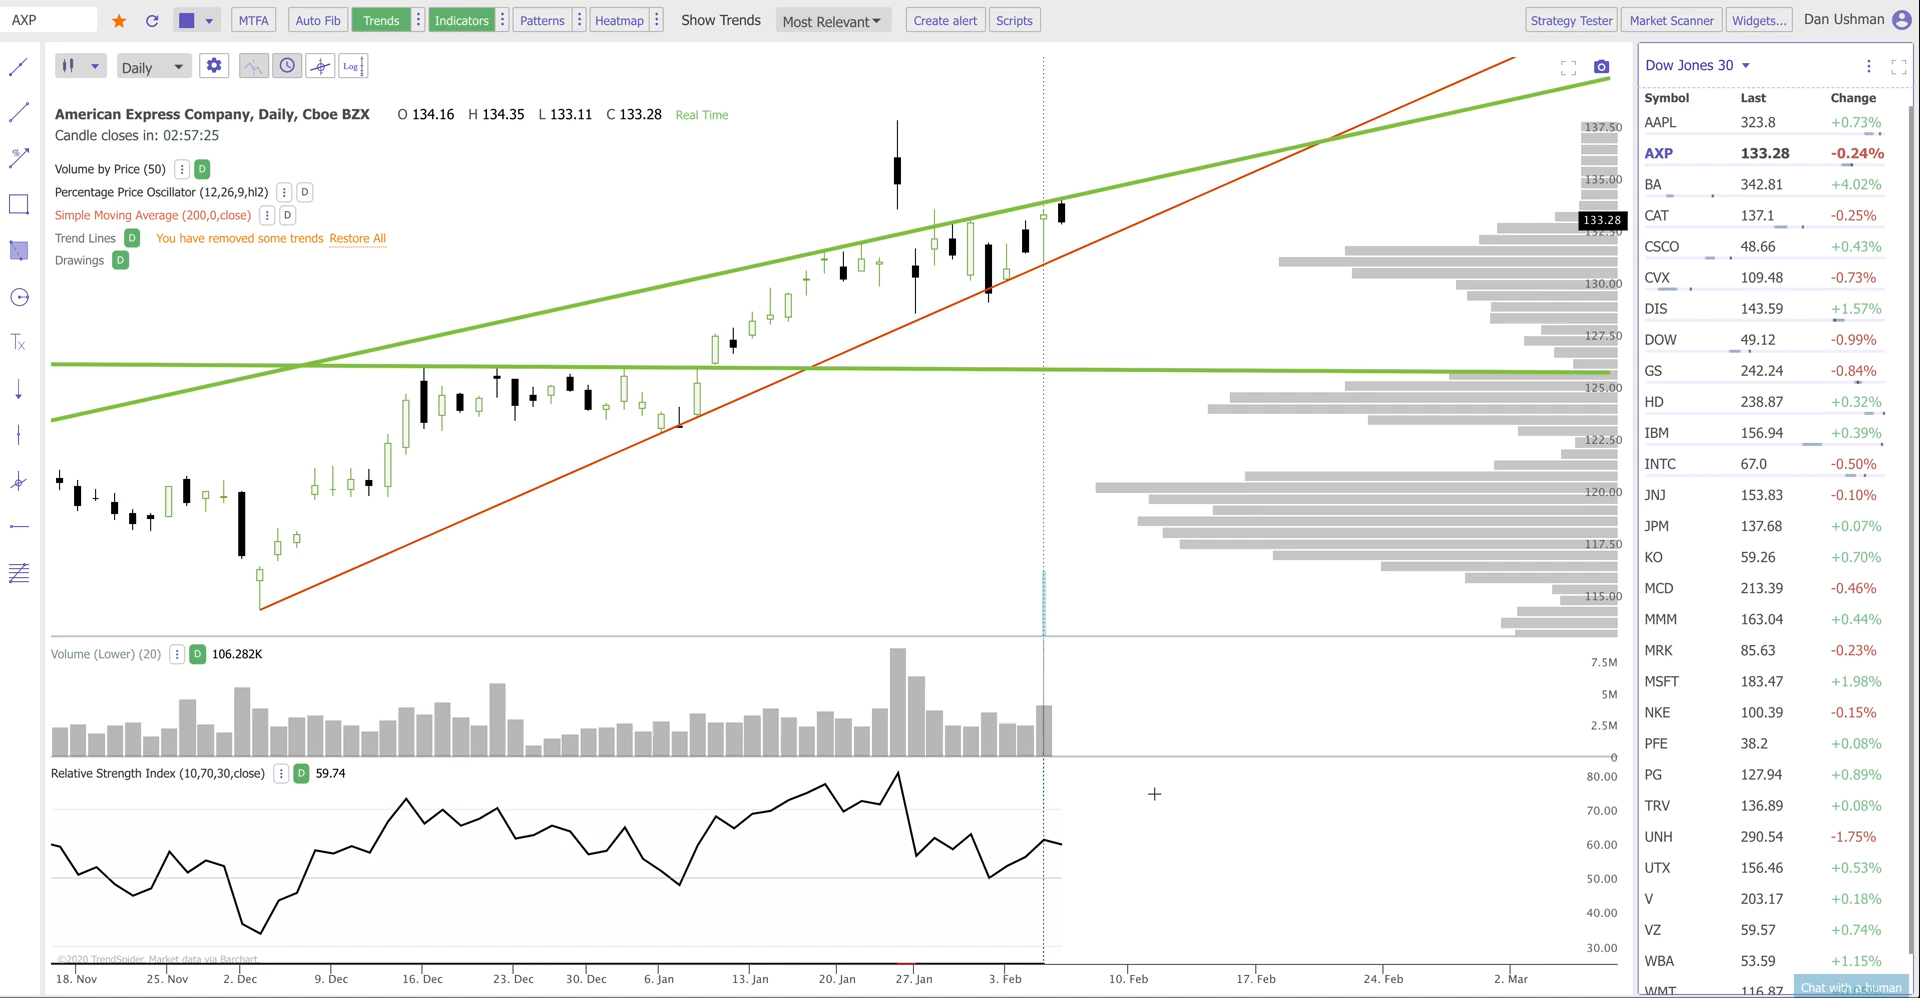 AXP MTFA Auto Fib Trends Indicators Patterns Heatmap Show Trends Most Relevant Create alert Scripts Strategy Tester Market Scanner Widgets... Dan Ushman
Daily Log
American Express Company, Daily, Cboe BZX O 134.16 H 134.35 L 133.11 C 133.28 Real Time
Candle closes in: 02:57:25
Volume by Price (50) D
Percentage Price Oscillator (12,26,9,hl2) D
Simple Moving Average (200,0,close) D
Trend Lines D You have removed some trends Restore All
Drawings D
Tx
137.50
135.00
133.28
132.50
130.00
127.50
125.00
122.50
120.00
117.50
115.00
Volume (Lower) (20) D 106.282K
7.5M
5M
2.5M
0
Relative Strength Index (10,70,30,close) D 59.74
80.00
70.00
60.00
50.00
40.00
30.00
©2020 TrendSpider. Market data via Barchart.
18. Nov 25. Nov 2. Dec 9. Dec 16. Dec 23. Dec 30. Dec 6. Jan 13. Jan 20. Jan 27. Jan 3. Feb 10. Feb 17. Feb 24. Feb 2. Mar
Dow Jones 30
Symbol Last Change
AAPL 323.8 +0.73%
AXP 133.28 -0.24%
BA 342.81 +4.02%
CAT 137.1 -0.25%
CSCO 48.66 +0.43%
CVX 109.48 -0.73%
DIS 143.59 +1.57%
DOW 49.12 -0.99%
GS 242.24 -0.84%
HD 238.87 +0.32%
IBM 156.94 +0.39%
INTC 67.0 -0.50%
JNJ 153.83 -0.10%
JPM 137.68 +0.07%
KO 59.26 +0.70%
MCD 213.39 -0.46%
MMM 163.04 +0.44%
MRK 85.63 -0.23%
MSFT 183.47 +1.98%
NKE 100.39 -0.15%
PFE 38.2 +0.08%
PG 127.94 +0.89%
TRV 136.89 +0.08%
UNH 290.54 -1.75%
UTX 156.46 +0.53%
V 203.17 +0.18%
VZ 59.57 +0.74%
WBA 53.59 +1.15%
WMT 116.87
Chat with a human